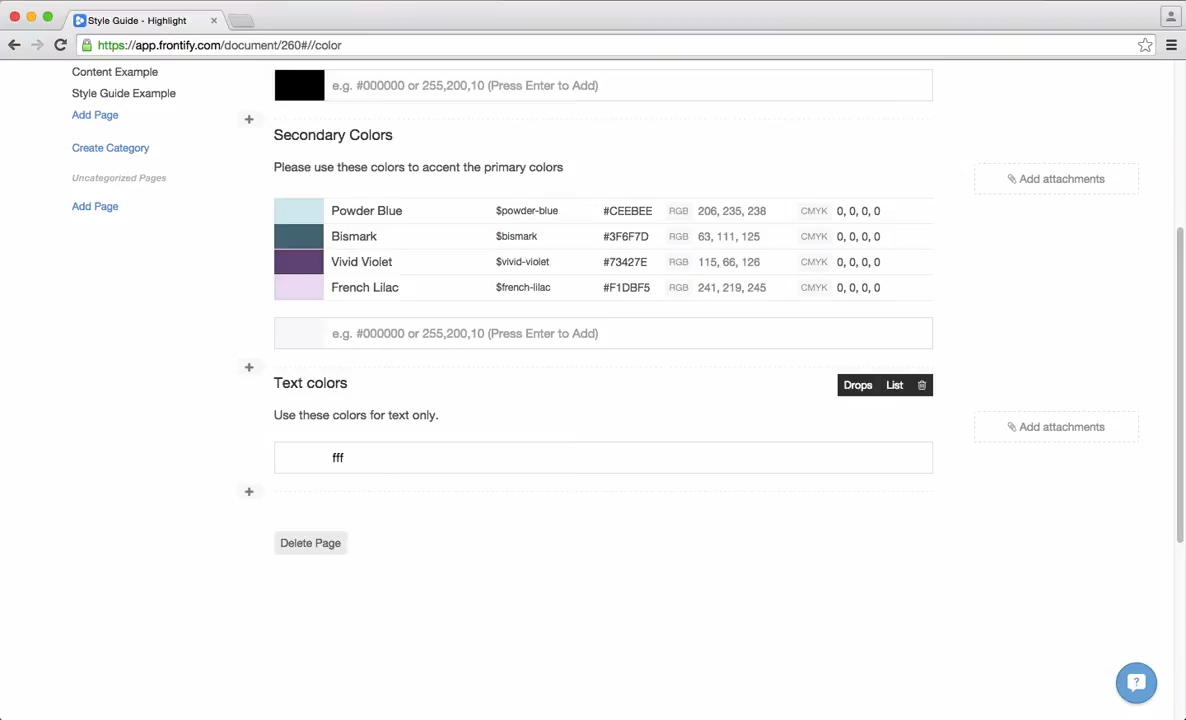 Style Guide - Highlight
https://app.frontify.com/document/260#//color
Content Example
Style Guide Example
Add Page
Create Category
Uncategorized Pages
Add Page
e.g. #000000 or 255,200,10 (Press Enter to Add)
Secondary Colors
Please use these colors to accent the primary colors
Add attachments
Powder Blue $powder-blue #CEEBEE RGB 206, 235, 238 CMYK 0, 0, 0, 0
Bismark $bismark #3F6F7D RGB 63, 111, 125 CMYK 0, 0, 0, 0
Vivid Violet $vivid-violet #73427E RGB 115, 66, 126 CMYK 0, 0, 0, 0
French Lilac $french-lilac #F1DBF5 RGB 241, 219, 245 CMYK 0, 0, 0, 0
e.g. #000000 or 255,200,10 (Press Enter to Add)
Text colors
Drops List
Use these colors for text only.
Add attachments
fff
Delete Page